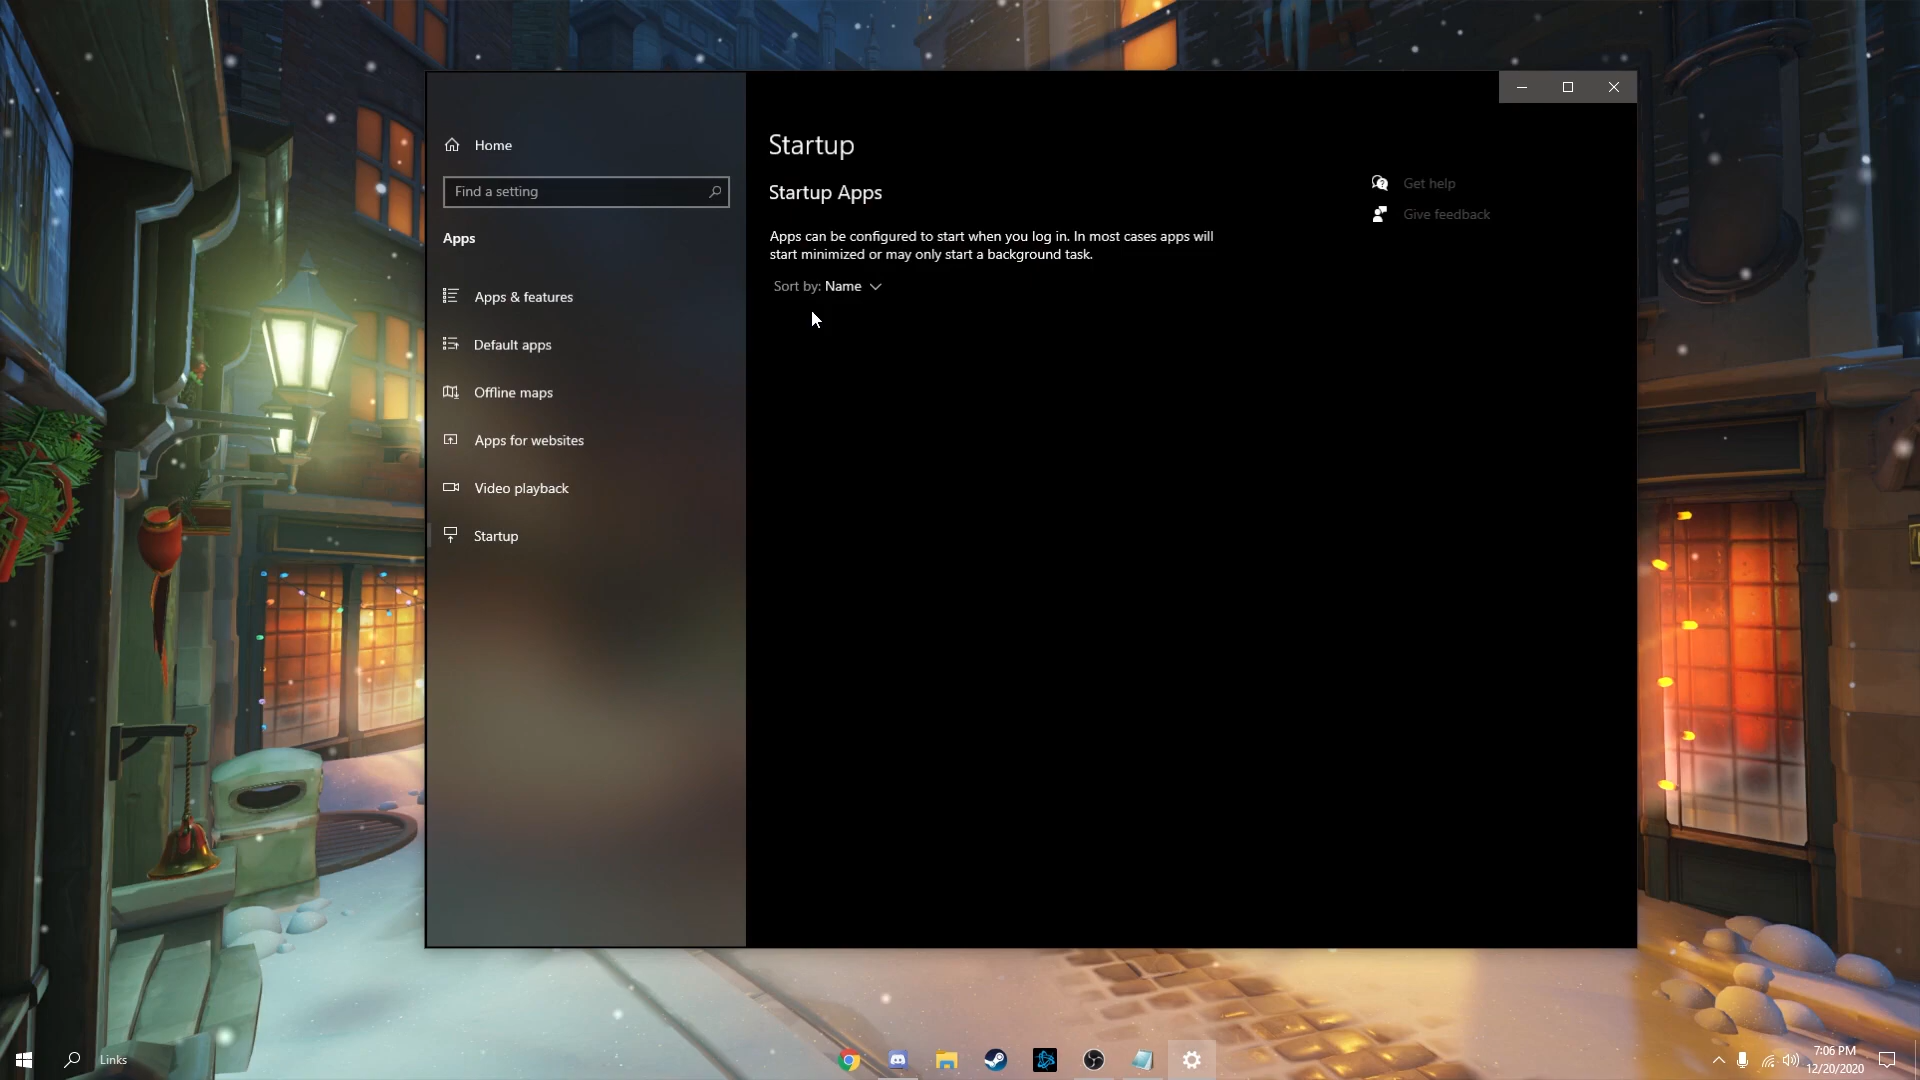 Home
Find a setting
Apps
Apps & features
Default apps
Offline maps
Apps for websites
Video playback
Startup
Startup
Startup Apps
Apps can be configured to start when you log in. In most cases apps will
start minimized or may only start a background task.
Sort by: Name
Get help
Give feedback
Links
7:06 PM
12/20/2020